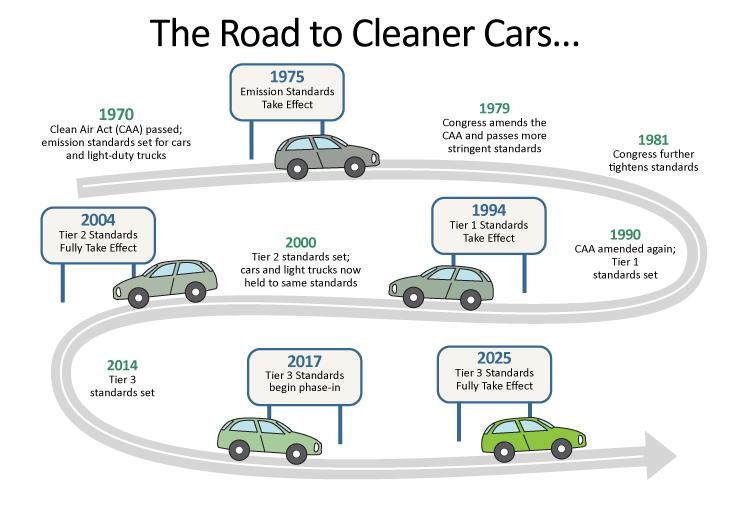 The Road to Cleaner Cars...
1970
Clean Air Act (CAA) passed;
emission standards set for cars
and light-duty trucks
1975
Emission Standards
Take Effect
1979
Congress amends the
CAA and passes more
stringent standards
1981
Congress further
tightens standards
1990
CAA amended again;
Tier 1
standards set
1994
Tier 1 Standards
Take Effect
2000
Tier 2 standards set;
cars and light trucks now
held to same standards
2004
Tier 2 Standards
Fully Take Effect
2014
Tier 3
standards set
2017
Tier 3 Standards
begin phase-in
2025
Tier 3 Standards
Fully Take Effect